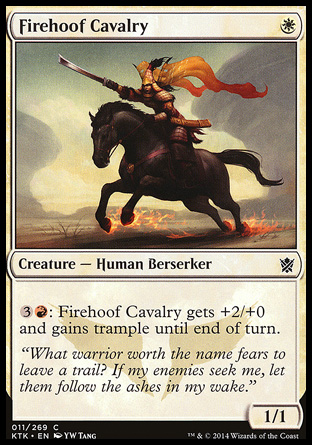 Firehoof Cavalry
Creature — Human Berserker
3: Firehoof Cavalry gets +2/+0
and gains trample until end of turn.
“What warrior worth the name fears to
leave a trail? If my enemies seek me, let
them follow the ashes in my wake.”
1/1
011/269 C
KTK • EN YW TANG
™ & © 2014 Wizards of the Coast